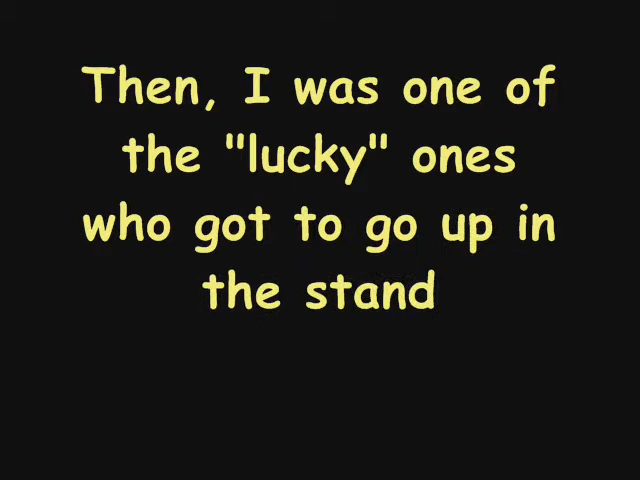 Then, I was one of
the "lucky" ones
who got to go up in
the stand